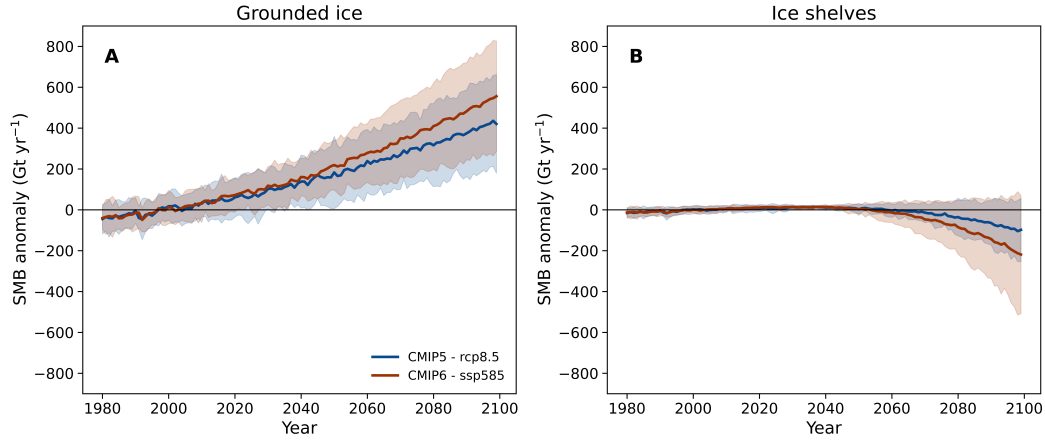 Grounded ice
A
SMB anomaly (Gt yr⁻¹)
800
600
400
200
0
−200
−400
−600
−800
CMIP5 - rcp8.5
CMIP6 - ssp585
1980 2000 2020 2040 2060 2080 2100
Year
Ice shelves
B
SMB anomaly (Gt yr⁻¹)
800
600
400
200
0
−200
−400
−600
−800
1980 2000 2020 2040 2060 2080 2100
Year